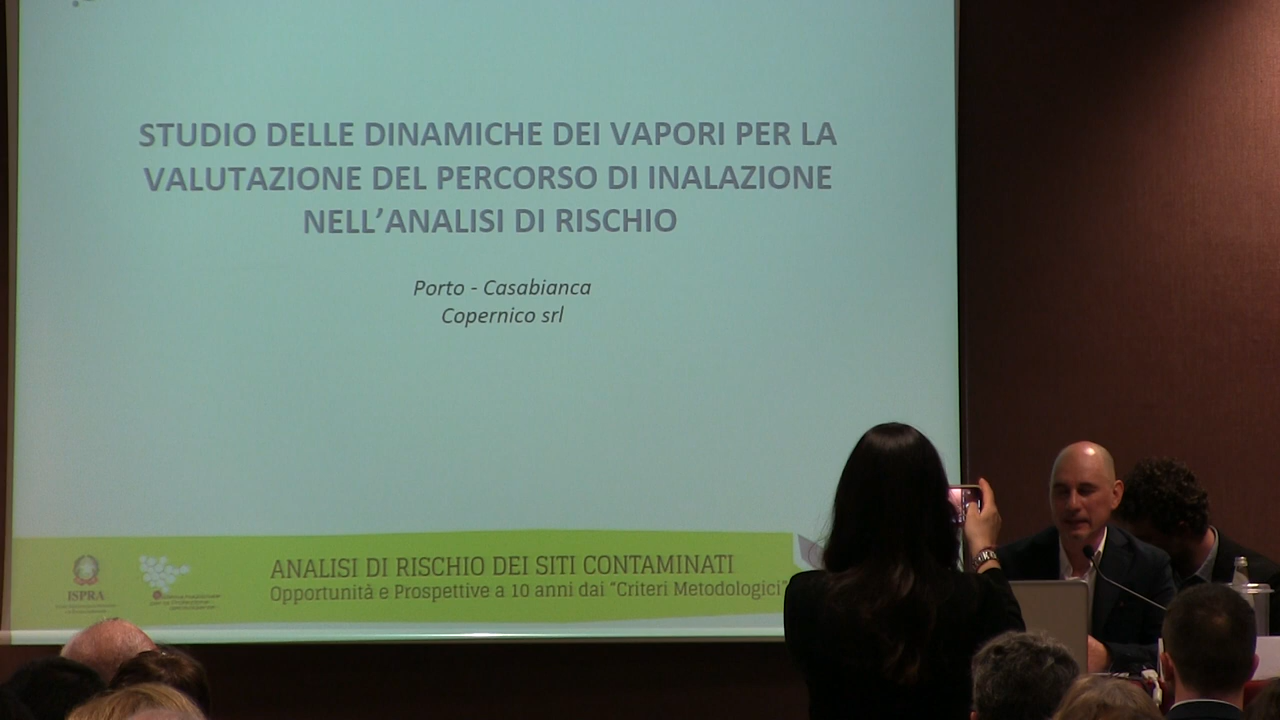 STUDIO DELLE DINAMICHE DEI VAPORI PER LA
VALUTAZIONE DEL PERCORSO DI INALAZIONE
NELL'ANALISI DI RISCHIO
Porto - Casabianca
Copernico srl
ISPRA
ANALISI DI RISCHIO DEI SITI CONTAMINATI
Opportunità e Prospettive a 10 anni dai "Criteri Metodologici"